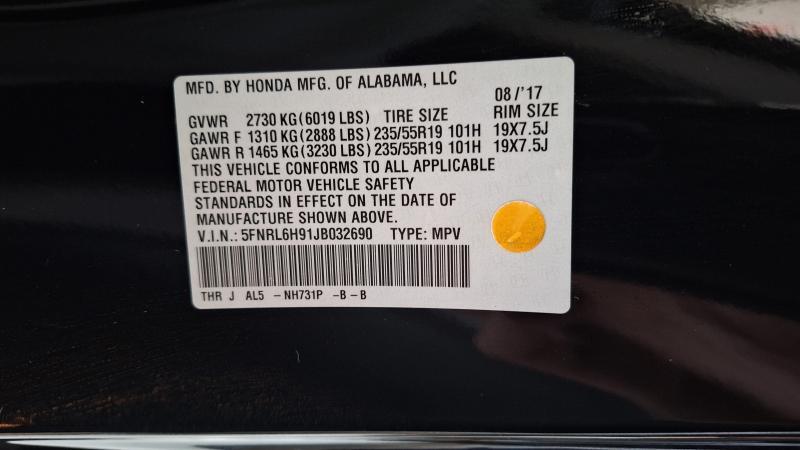 MFD. BY HONDA MFG. OF ALABAMA, LLC
08/'17
GVWR 2730 KG(6019 LBS) TIRE SIZE RIM SIZE
GAWR F 1310 KG(2888 LBS) 235/55R19 101H 19X7.5J
GAWR R 1465 KG(3230 LBS) 235/55R19 101H 19X7.5J
THIS VEHICLE CONFORMS TO ALL APPLICABLE
FEDERAL MOTOR VEHICLE SAFETY
STANDARDS IN EFFECT ON THE DATE OF
MANUFACTURE SHOWN ABOVE.
V.I.N.: 5FNRL6H91JB032690 TYPE: MPV
THR J AL5 - NH731P -B-B